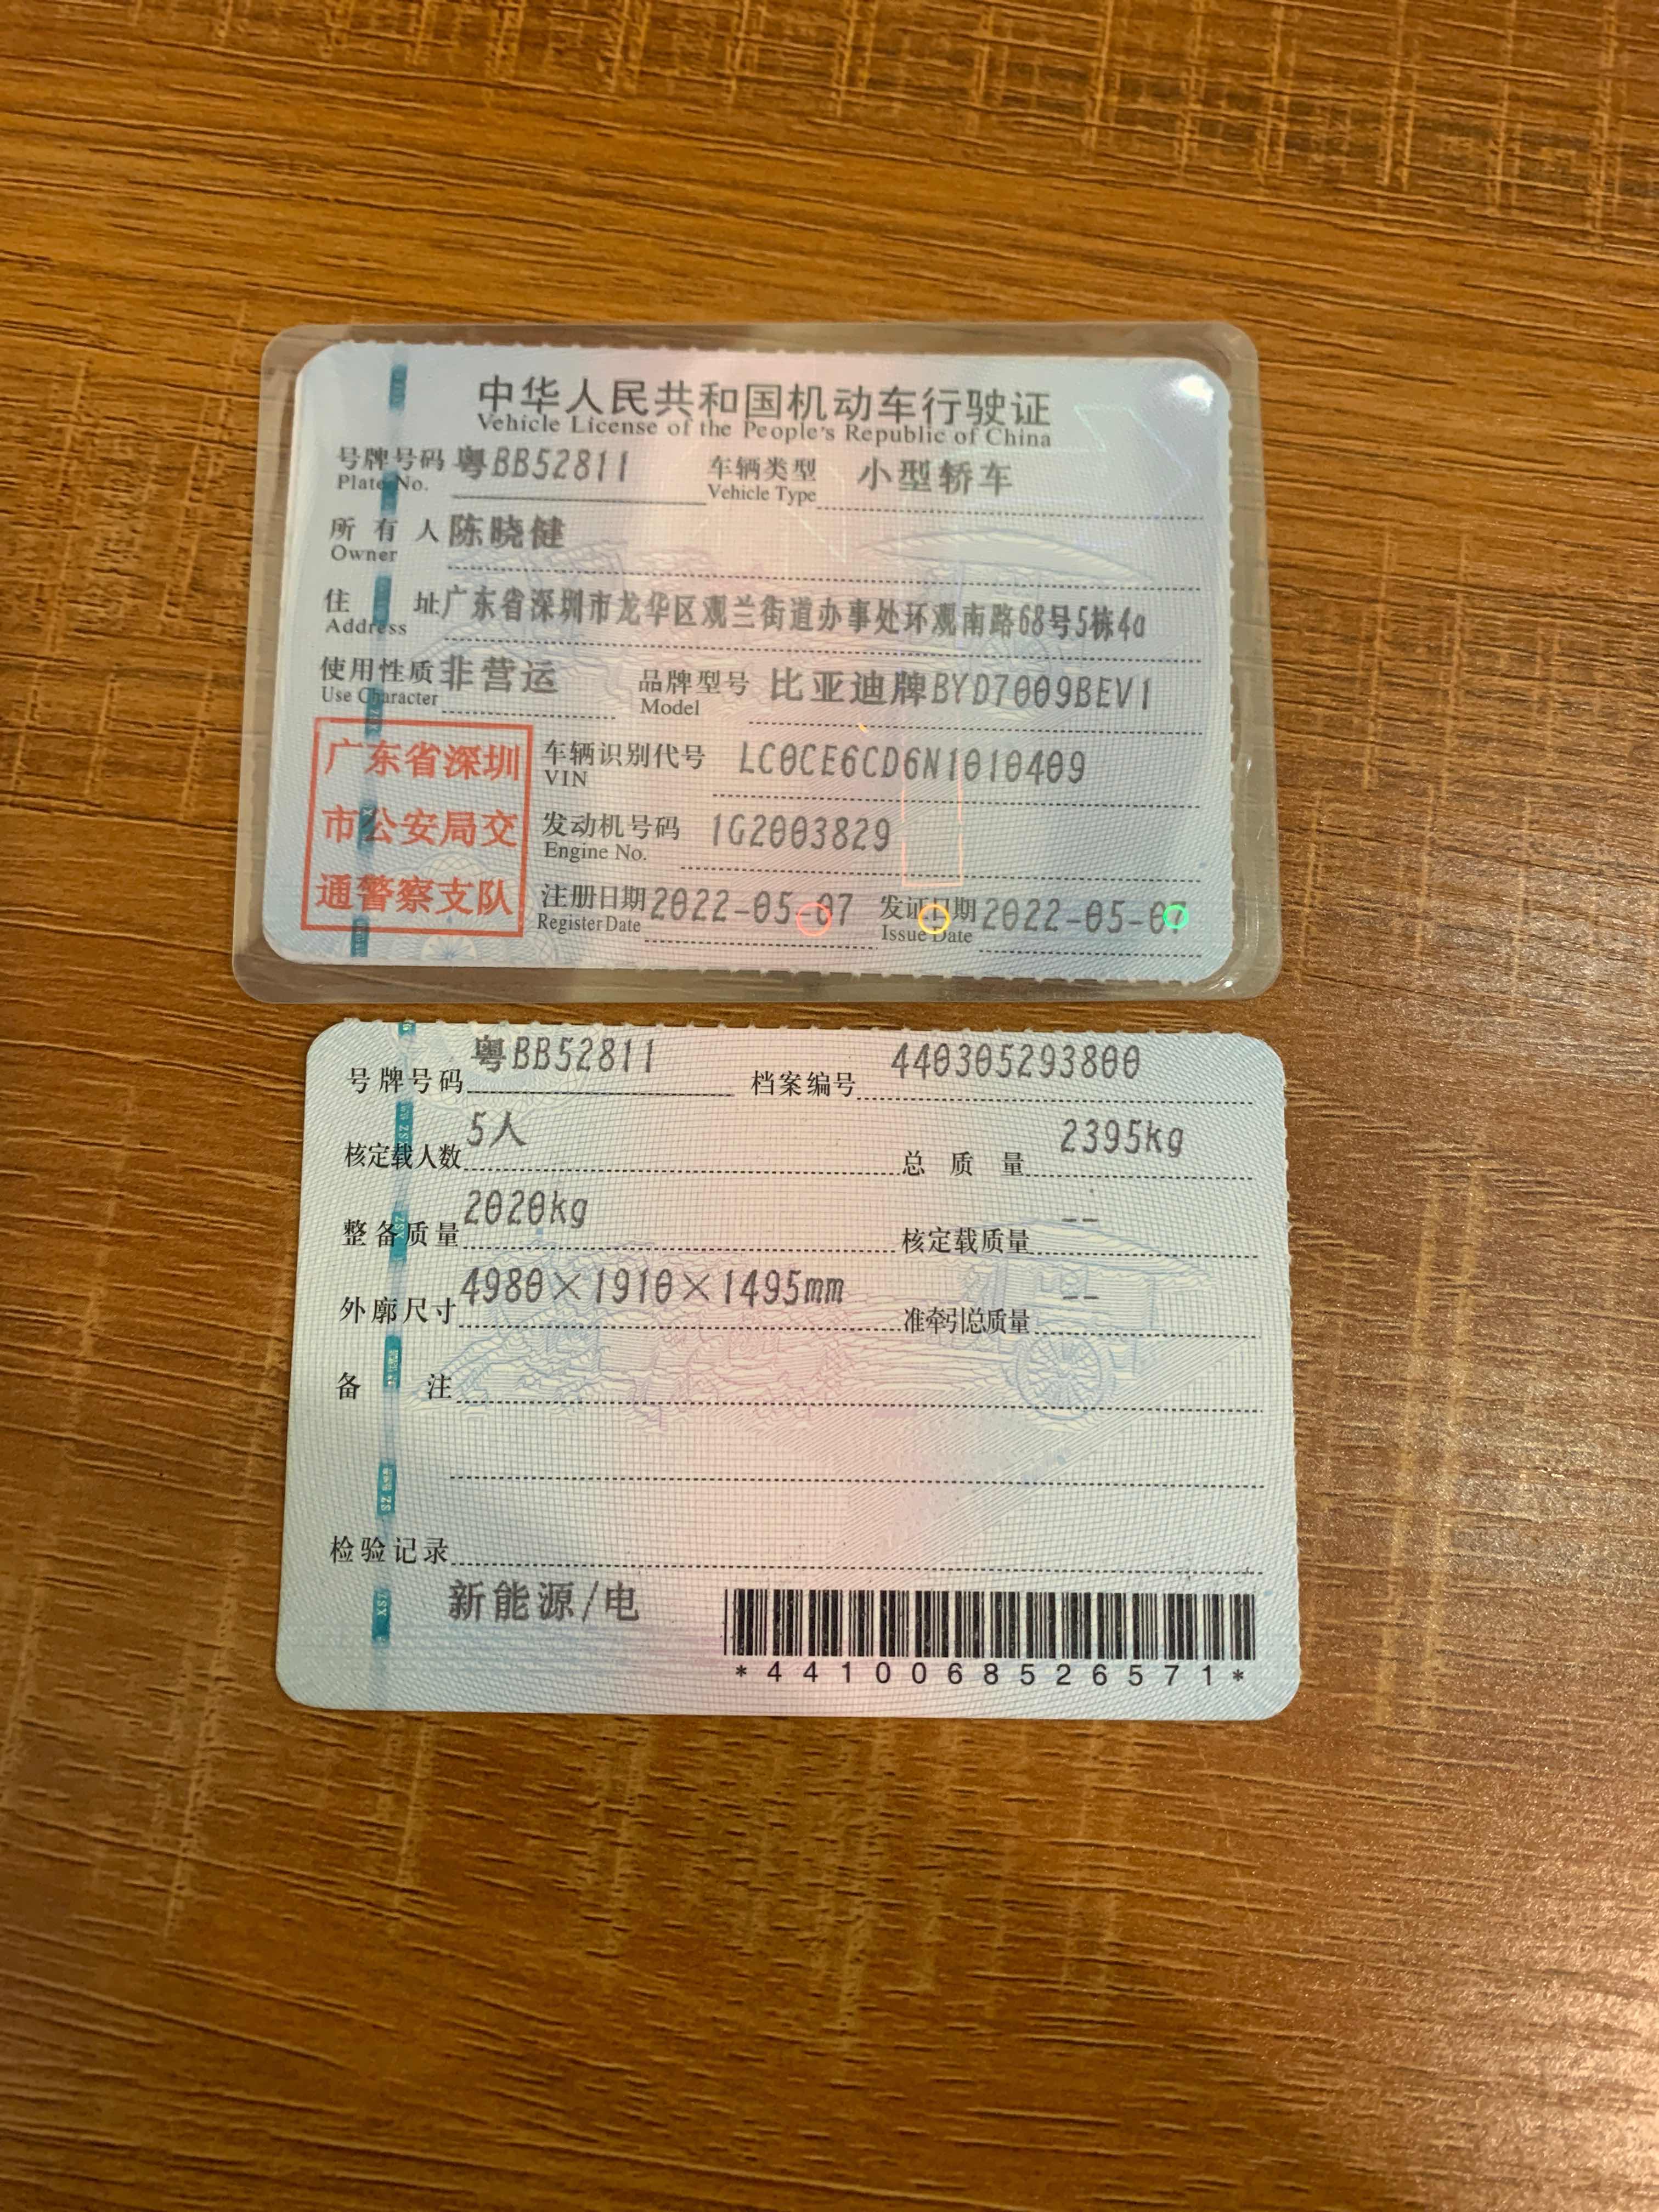 中华人民共和国机动车行驶证
Vehicle License of the People's Republic of China
号牌号码 粤BB52811 车辆类型 小型轿车
Plate No. Vehicle Type
所有人 陈晓健
Owner
住址 广东省深圳市龙华区观兰街道办事处环观南路68号5栋4a
Address
使用性质 非营运 品牌型号 比亚迪牌BYD7009BEV1
Use Character Model
广东省深圳
市公安局交
通警察支队
车辆识别代号 LC0CE6CD6N1010409
VIN
发动机号码 1G2003829
Engine No.
注册日期 2022-05-07 发证日期 2022-05-07
Register Date Issue Date
号牌号码 粤BB52811 档案编号 440305293800
核定载人数 5人 总质量 2395kg
整备质量 2020kg 核定载质量 --
外廓尺寸 4980×1910×1495mm 准牵引总质量 --
备注
检验记录
新能源/电
*4410068526571*